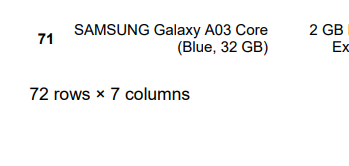 71 SAMSUNG Galaxy A03 Core 2 GB
(Blue, 32 GB) Ex
72 rows × 7 columns